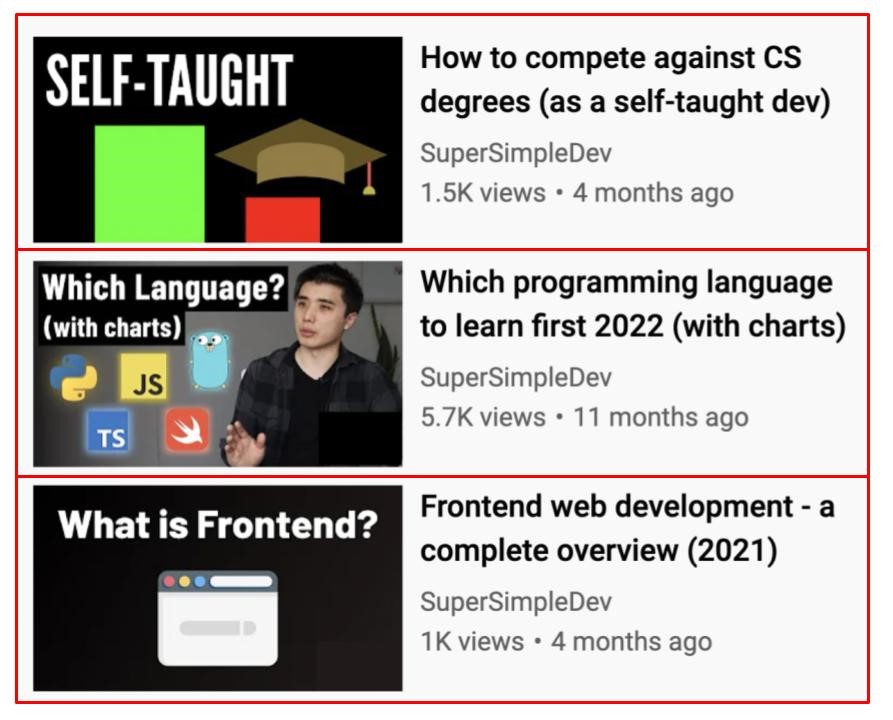 SELF-TAUGHT
How to compete against CS
degrees (as a self-taught dev)
SuperSimpleDev
1.5K views • 4 months ago
Which Language?
(with charts)
JS
TS
Which programming language
to learn first 2022 (with charts)
SuperSimpleDev
5.7K views • 11 months ago
What is Frontend?
Frontend web development - a
complete overview (2021)
SuperSimpleDev
1K views • 4 months ago